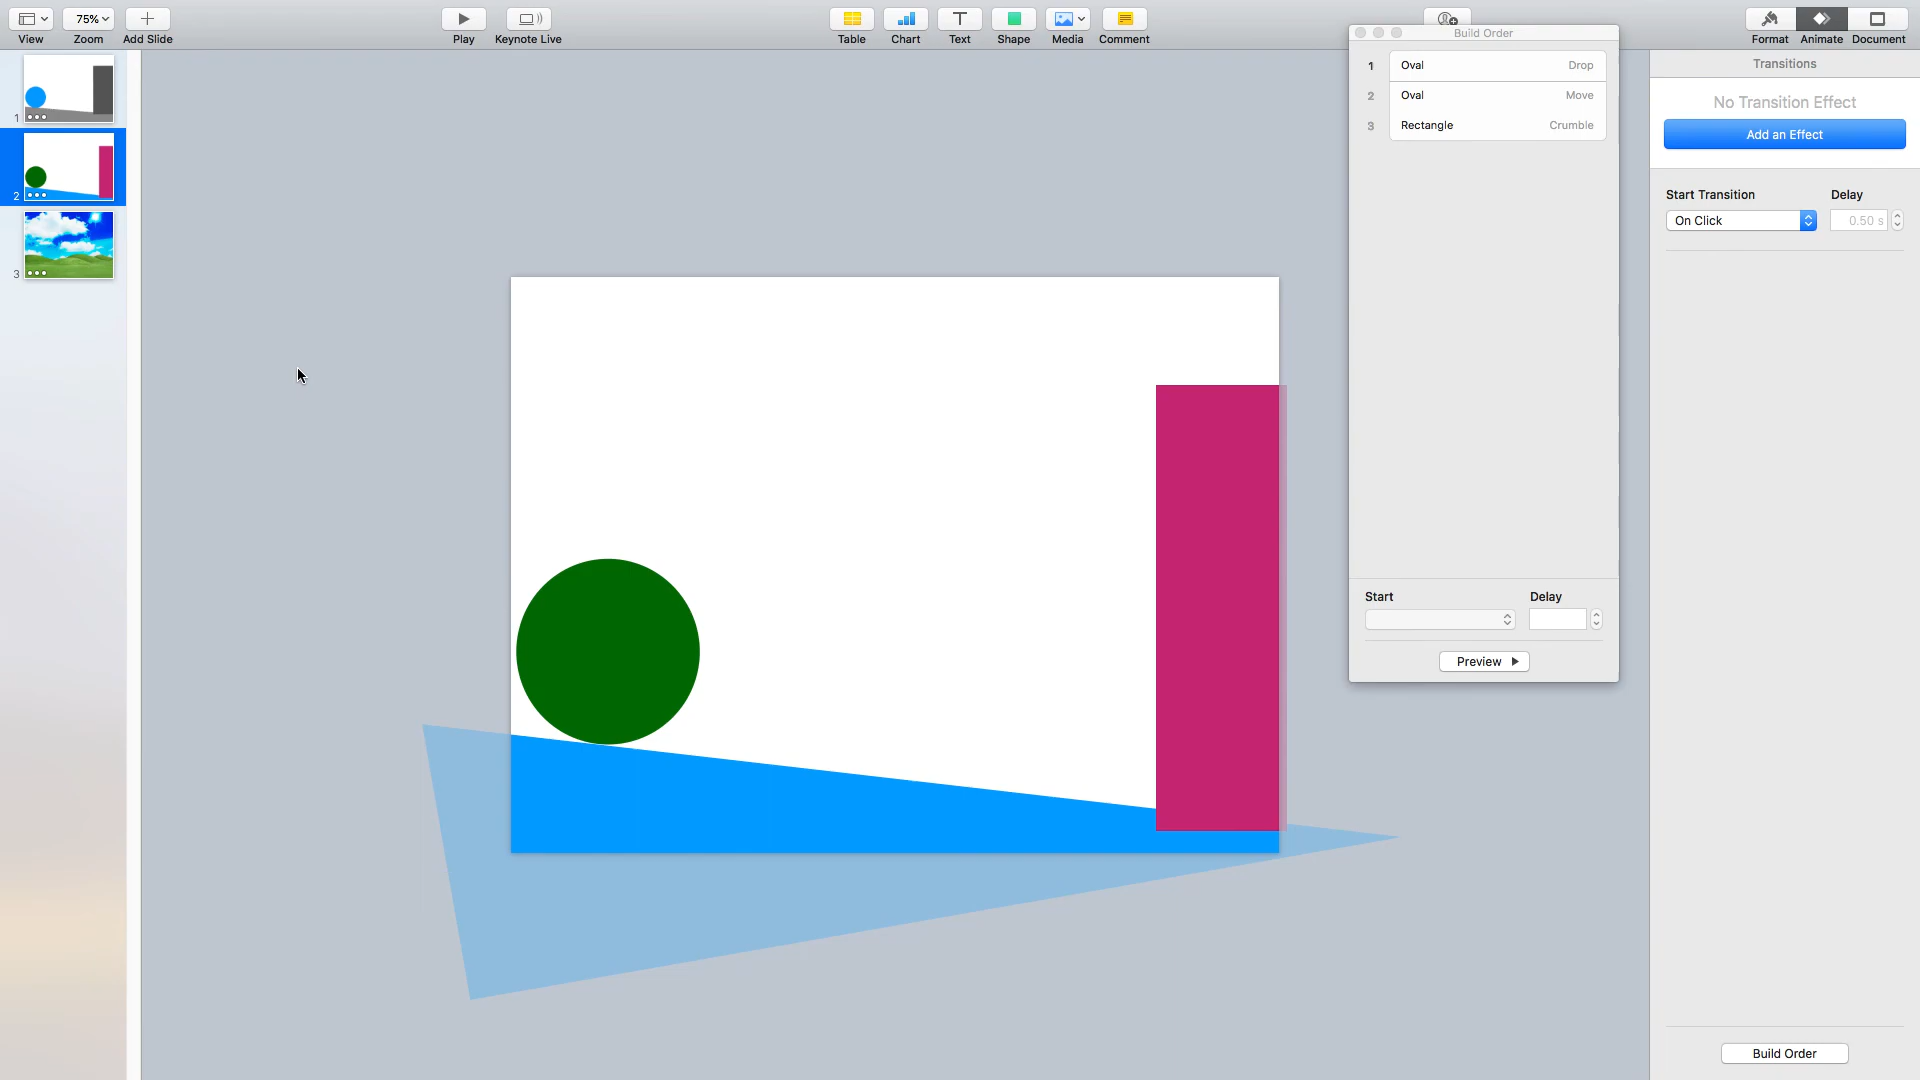 75%
View
Zoom
Add Slide
Play
Keynote Live
Table
Chart
Text
Shape
Media
Comment
Format
Animate
Document
1
2
3
Build Order
1 Oval Drop
2 Oval Move
3 Rectangle Crumble
Start Delay
Preview
Transitions
No Transition Effect
Add an Effect
Start Transition Delay
On Click 0.50 s
Build Order